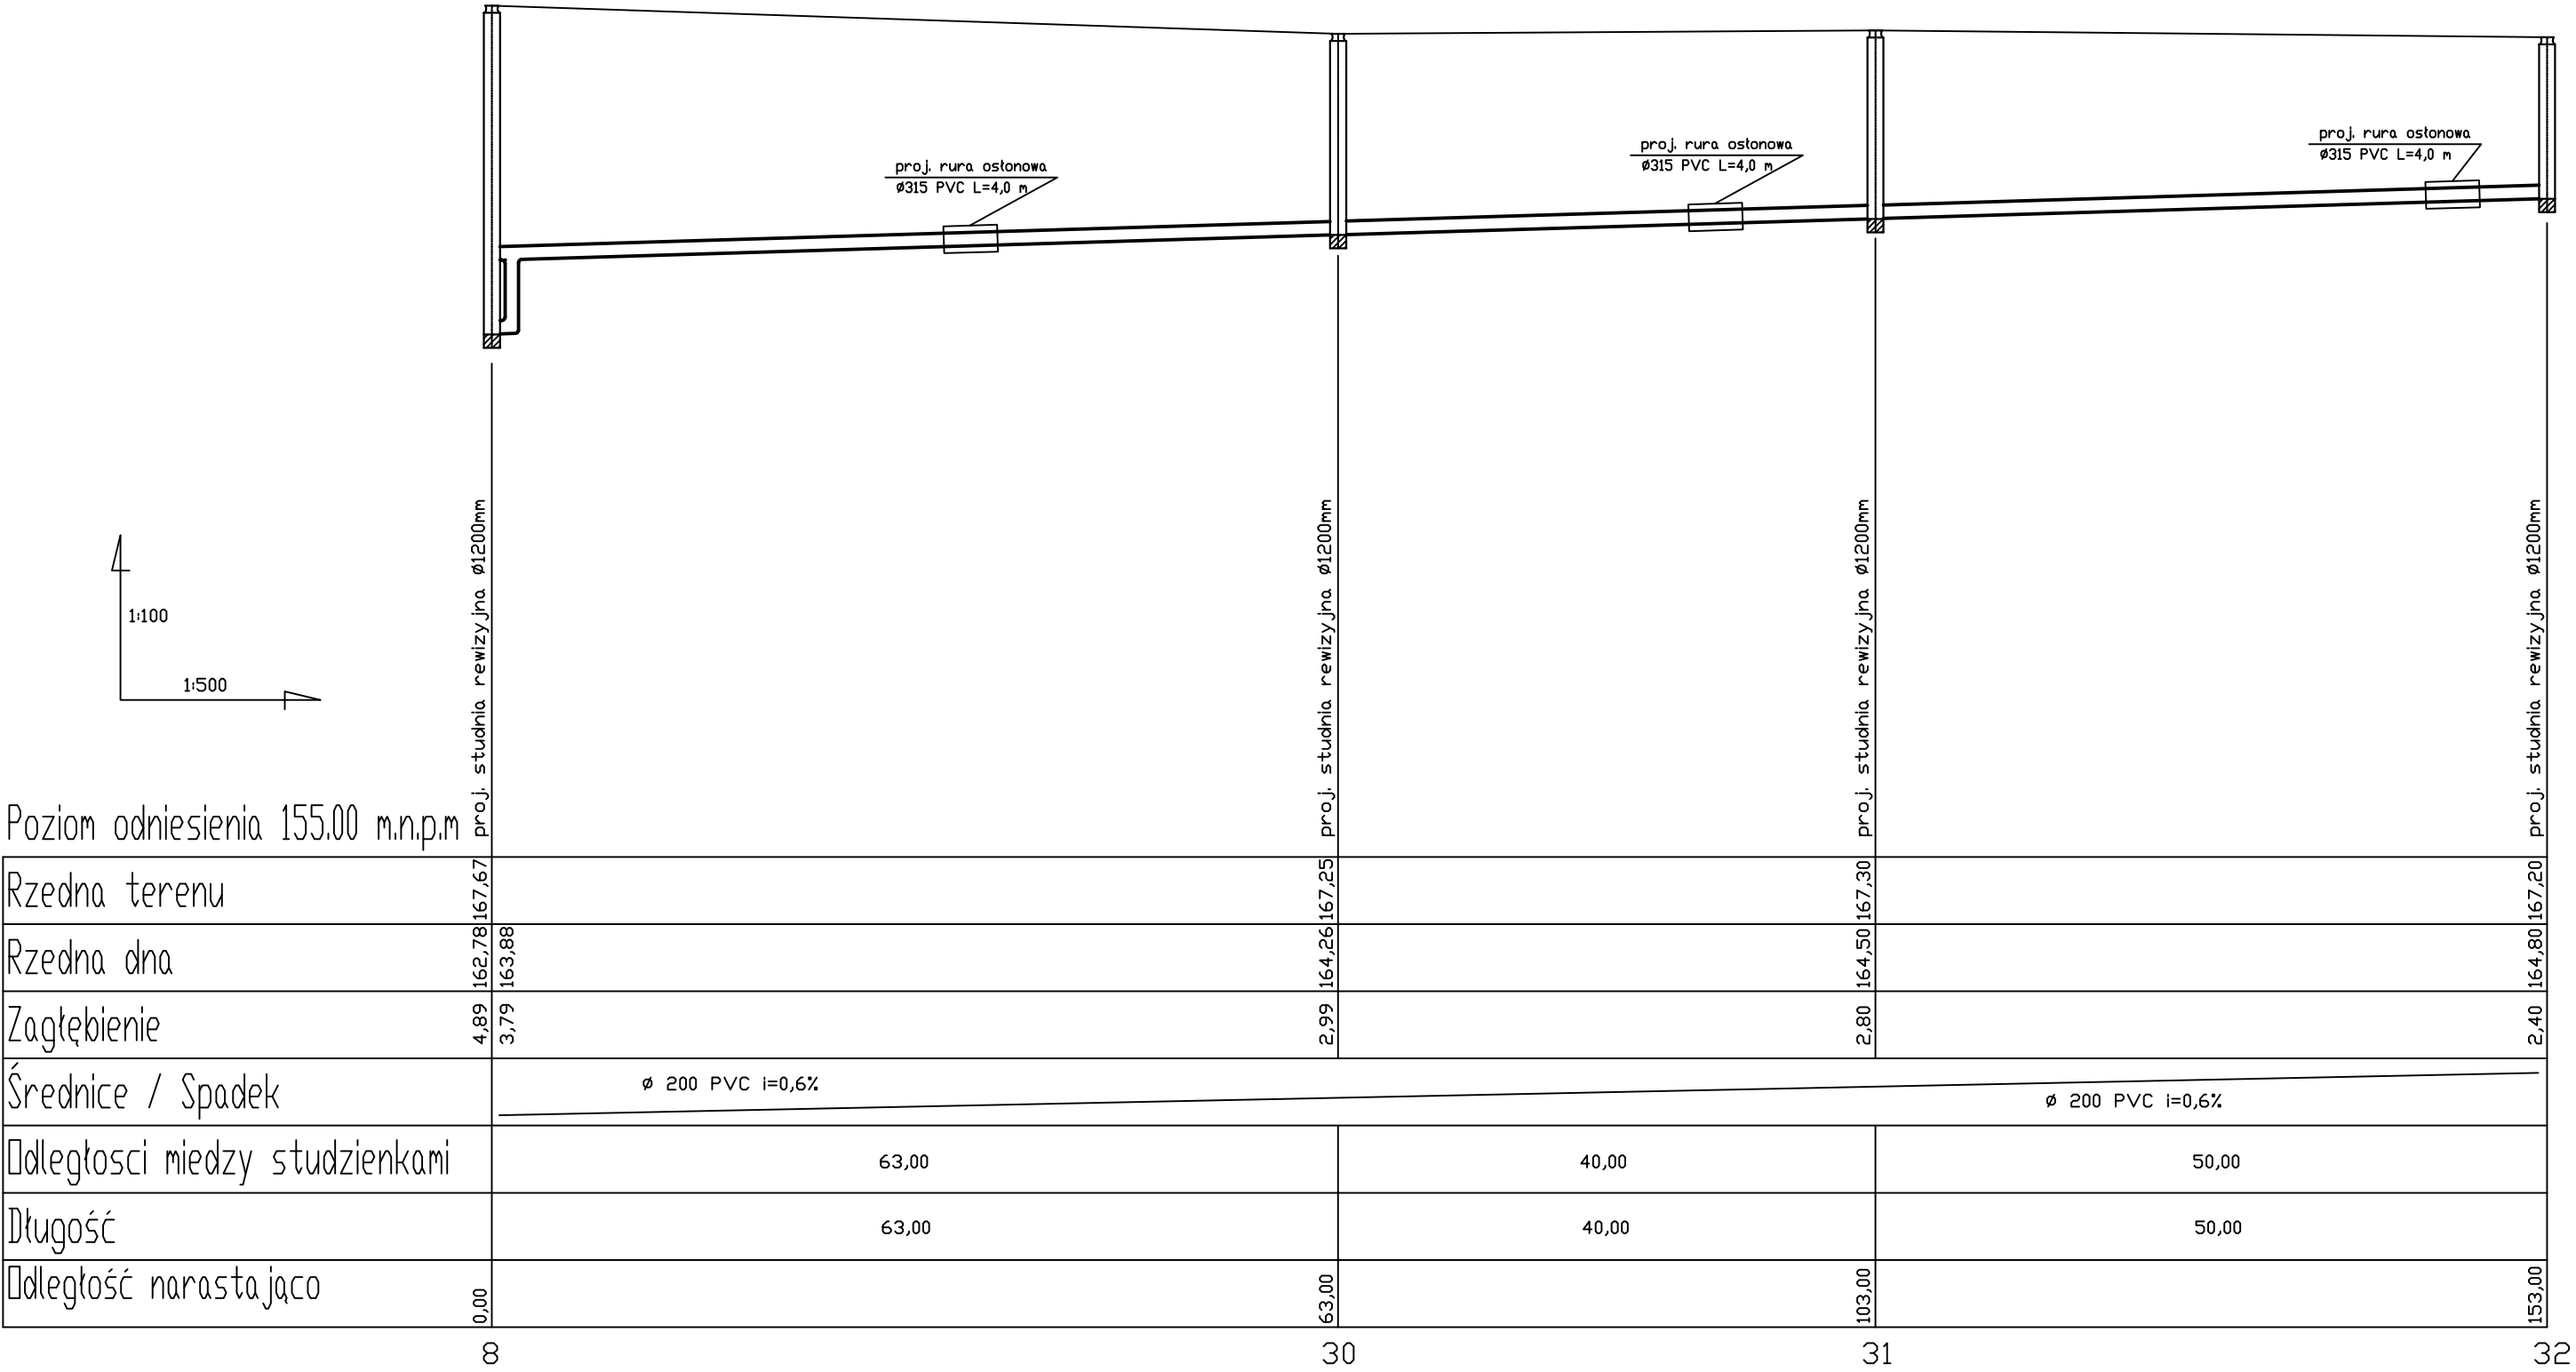 proj. rura osłonowa
ø315 PVC L=4,0 m
proj. rura osłonowa
ø315 PVC L=4,0 m
proj. rura osłonowa
ø315 PVC L=4,0 m
1:100
1:500
proj. studnia rewizyjna ø1200mm
proj. studnia rewizyjna ø1200mm
proj. studnia rewizyjna ø1200mm
proj. studnia rewizyjna ø1200mm
Poziom odniesienia 155.00 m.n.p.m
Rzedna terenu 167,67 167,25 167,30 167,20
Rzedna dna 162,78 163,88 164,26 164,50 164,80
Zagłębienie 4,89 3,79 2,99 2,80 2,40
Średnice / Spadek ø 200 PVC i=0,6% ø 200 PVC i=0,6%
Odległosci miedzy studzienkami 63,00 40,00 50,00
Długość 63,00 40,00 50,00
Odległość narastająco 0,00 63,00 103,00 153,00
8 30 31 32